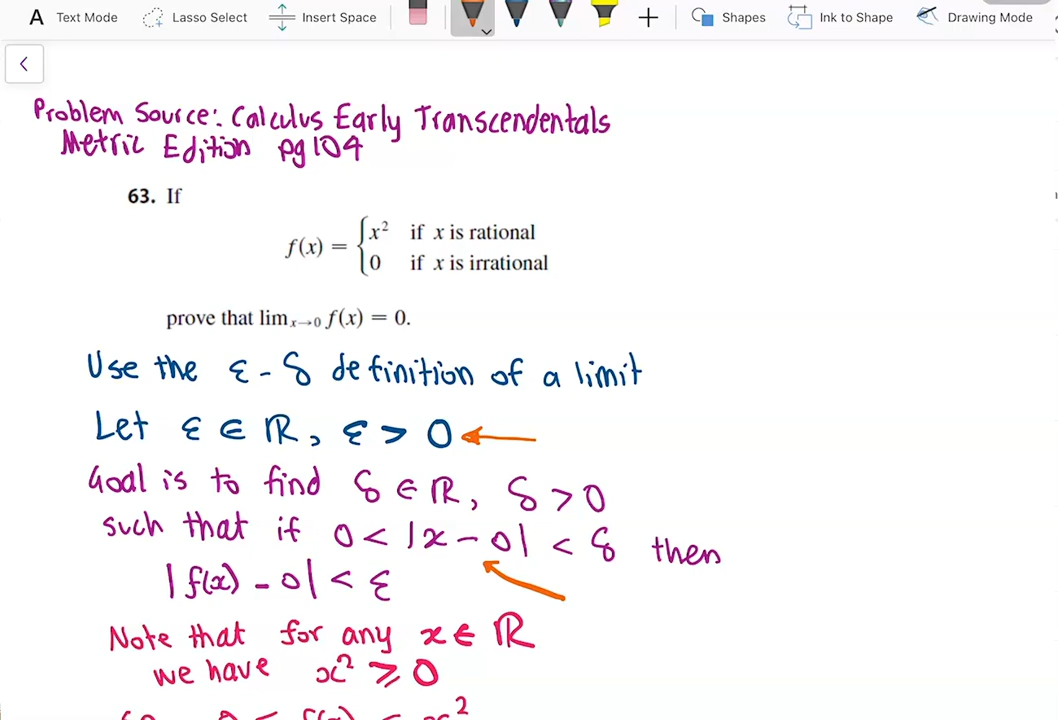 A Text Mode Lasso Select Insert Space Shapes Ink to Shape Drawing Mode
Problem Source: Calculus Early Transcendentals
Metric Edition pg 104
63. If
f(x) = { x² if x is rational
0 if x is irrational
prove that lim x→0 f(x) = 0.
Use the ε - δ definition of a limit
Let ε ∈ ℝ, ε > 0
Goal is to find δ ∈ ℝ, δ > 0
such that if 0 < |x - 0| < δ then
|f(x) - 0| < ε
Note that for any x ∈ ℝ
we have x² ≥ 0